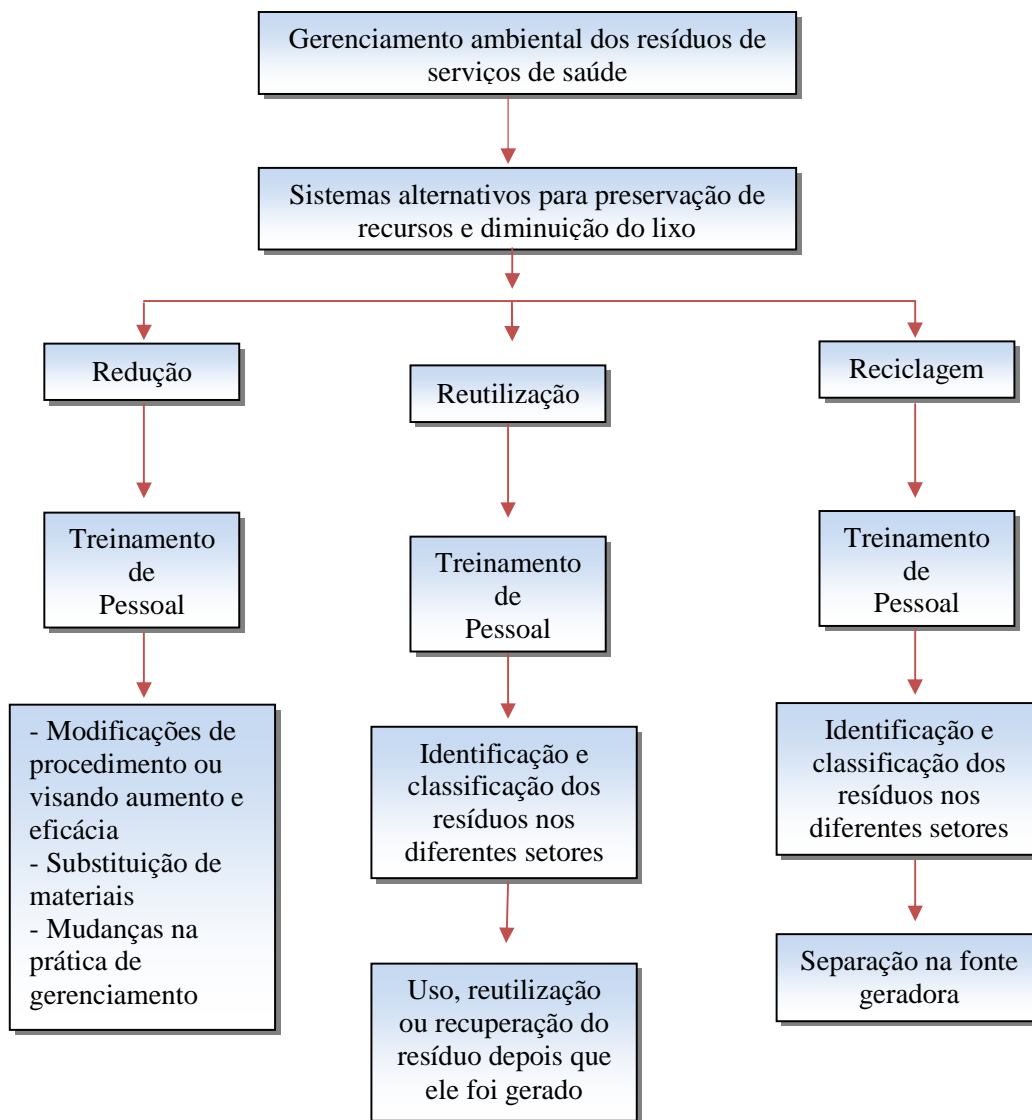 Gerenciamento ambiental dos resíduos de
serviços de saúde
Sistemas alternativos para preservação de
recursos e diminuição do lixo
Redução
Treinamento
de
Pessoal
- Modificações de
procedimento ou
visando aumento e
eficácia
- Substituição de
materiais
- Mudanças na
prática de
gerenciamento
Reutilização
Treinamento
de
Pessoal
Identificação e
classificação dos
resíduos nos
diferentes setores
Uso, reutilização
ou recuperação do
resíduo depois que
ele foi gerado
Reciclagem
Treinamento
de
Pessoal
Identificação e
classificação dos
resíduos nos
diferentes setores
Separação na fonte
geradora